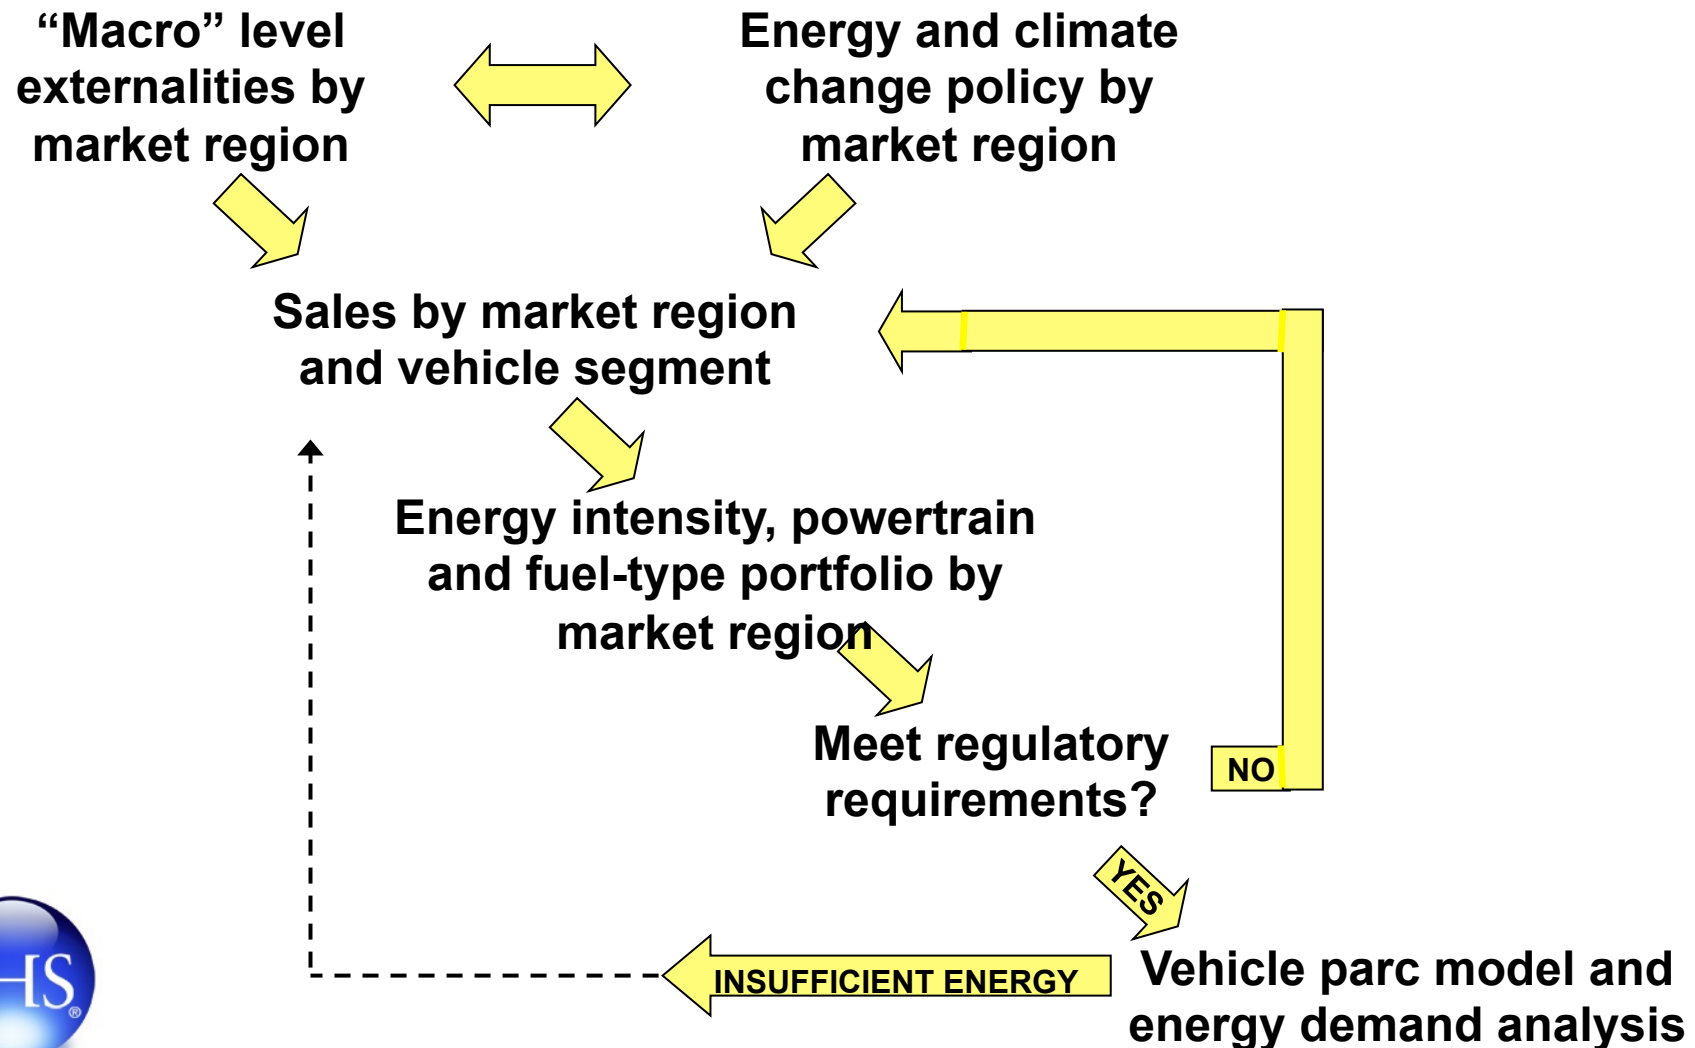 “Macro” level
externalities by
market region
Energy and climate
change policy by
market region
Sales by market region
and vehicle segment
Energy intensity, powertrain
and fuel-type portfolio by
market region
Meet regulatory
requirements?
NO
YES
INSUFFICIENT ENERGY
Vehicle parc model and
energy demand analysis